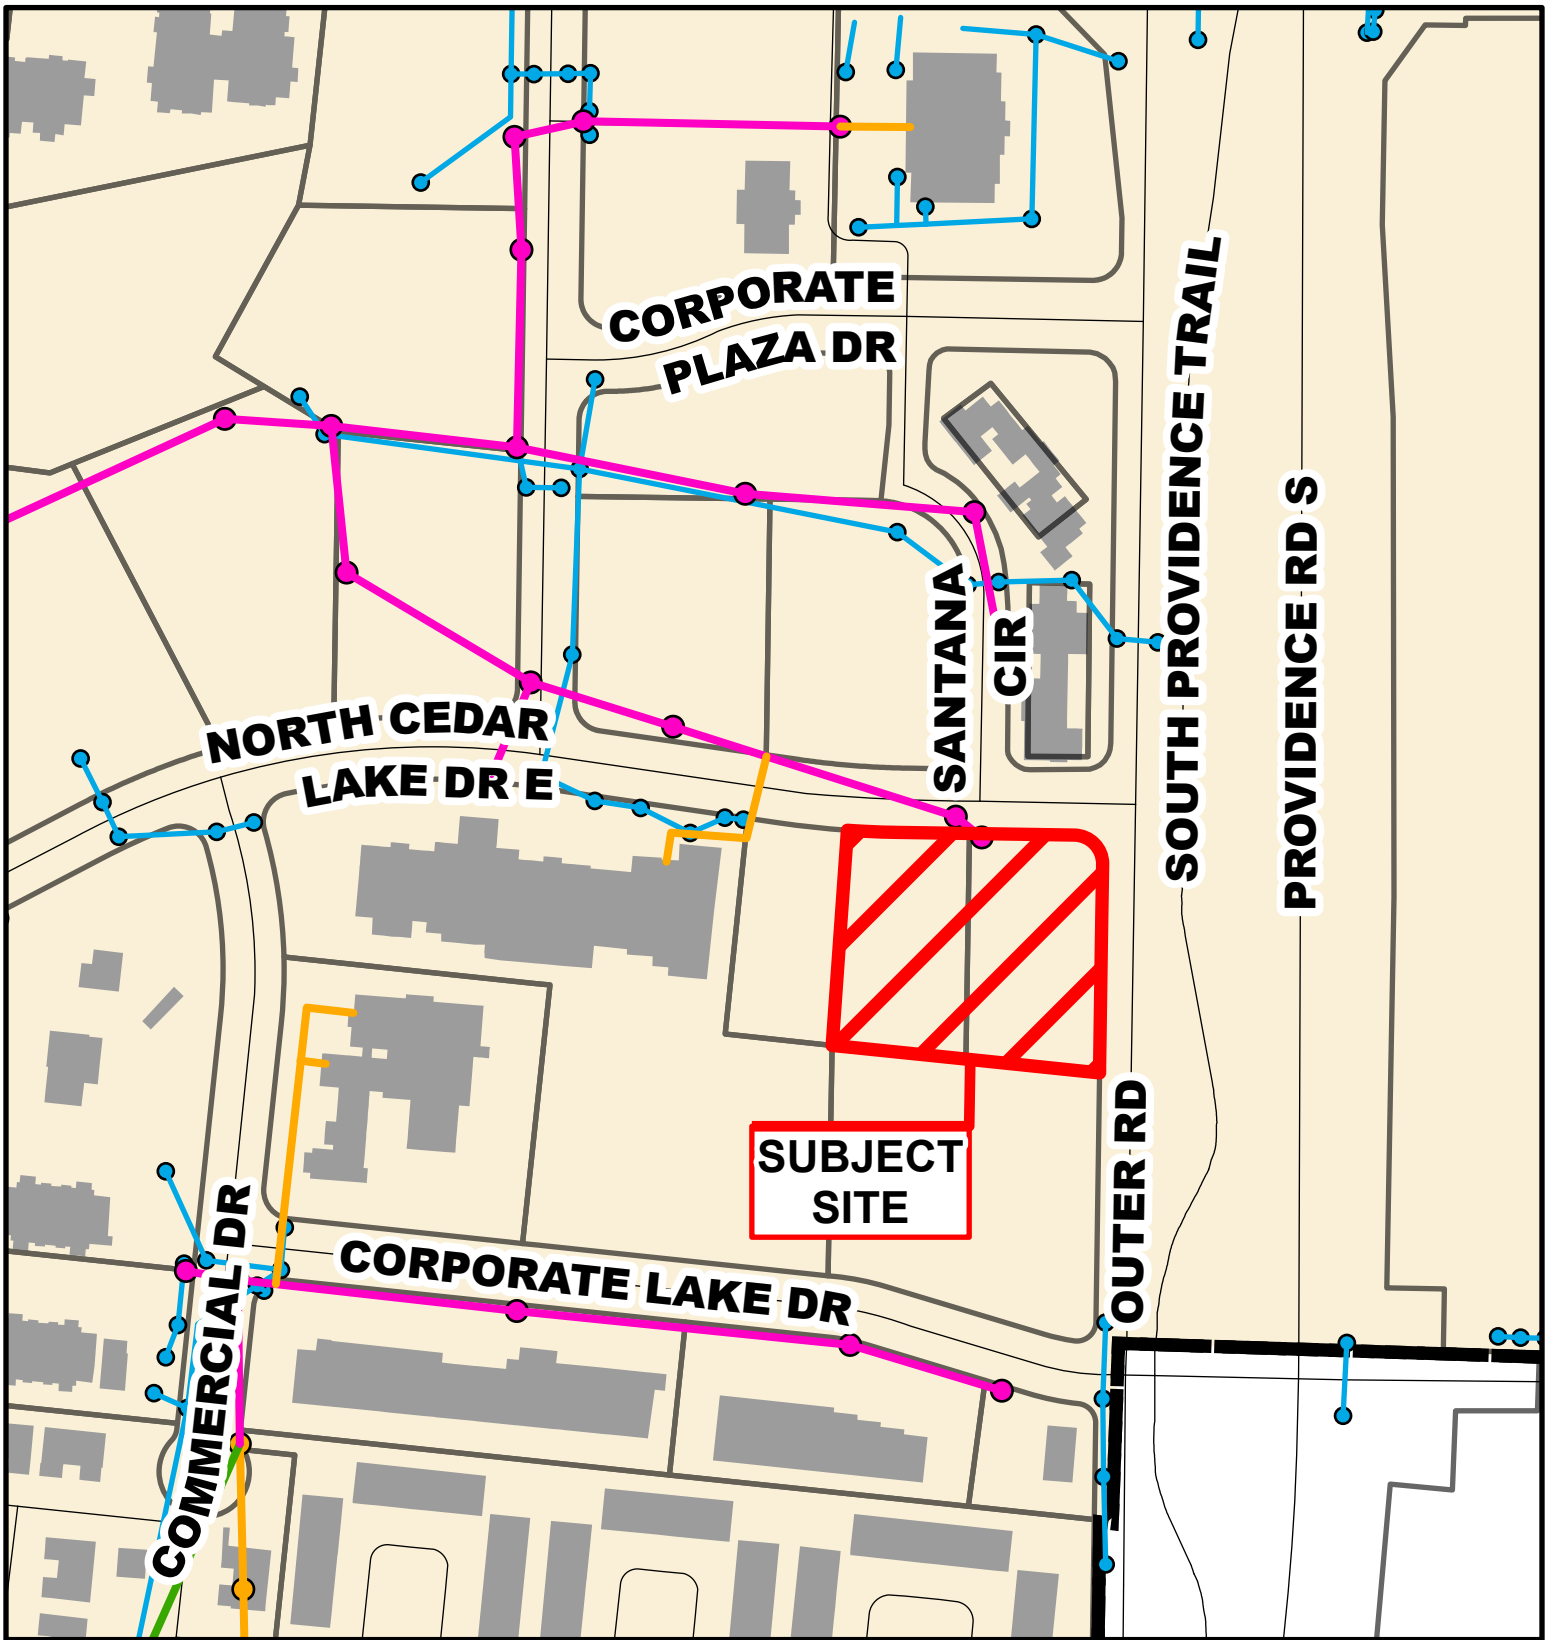 CORPORATE
PLAZA DR
SOUTH PROVIDENCE TRAIL
PROVIDENCE RD S
SANTANA
CIR
NORTH CEDAR
LAKE DR E
SUBJECT
SITE
OUTER RD
CORPORATE LAKE DR
COMMERCIAL DR